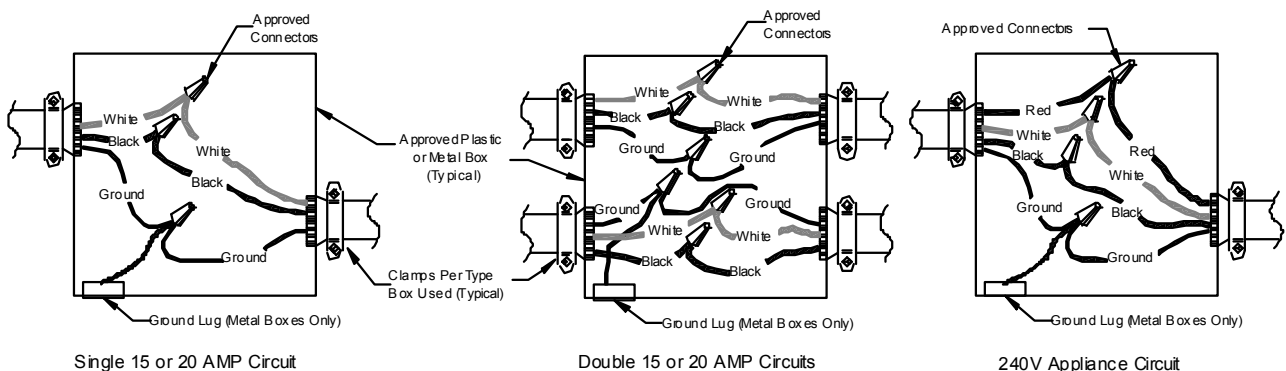 Approved
Connectors
White
Black
White
Black
Ground
Ground
Ground Lug (Metal Boxes Only)
Single 15 or 20 AMP Circuit
Approved Plastic
or Metal Box
(Typical)
Clamps Per Type
Box Used (Typical)
Approved
Connectors
White
White
Black
Black
Ground
Ground
Ground
Ground
White
White
Black
Black
Ground Lug (Metal Boxes Only)
Double 15 or 20 AMP Circuits
Approved Connectors
Red
White
Black
Red
White
Ground
Black
Ground
Ground Lug (Metal Boxes Only)
240V Appliance Circuit